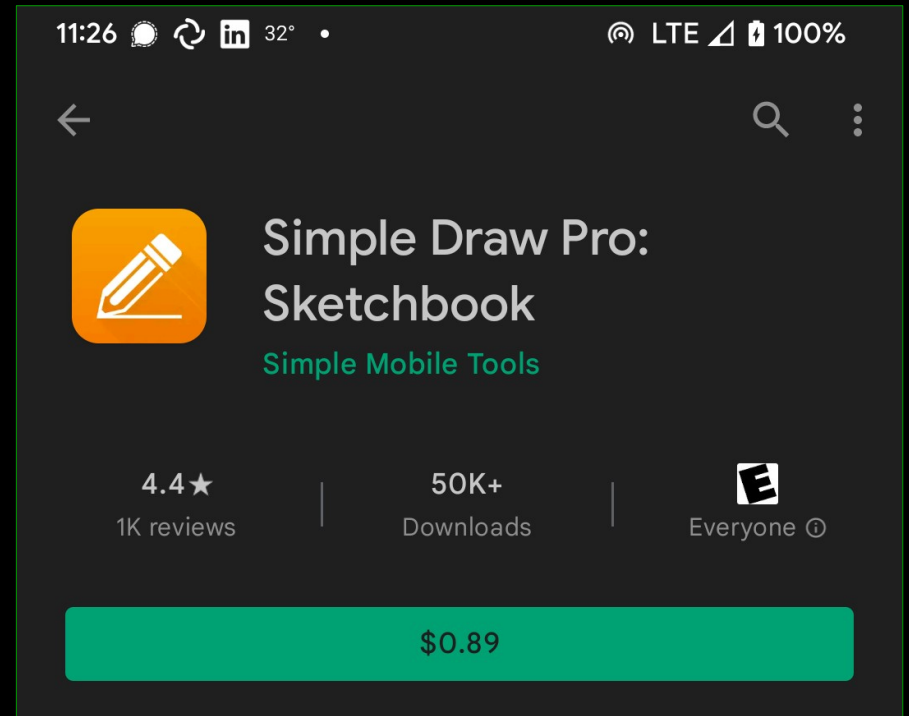 11:26 in 32° • LTE 100%
Simple Draw Pro:
Sketchbook
Simple Mobile Tools
4.4★ 50K+ E
1K reviews Downloads Everyone
$0.89